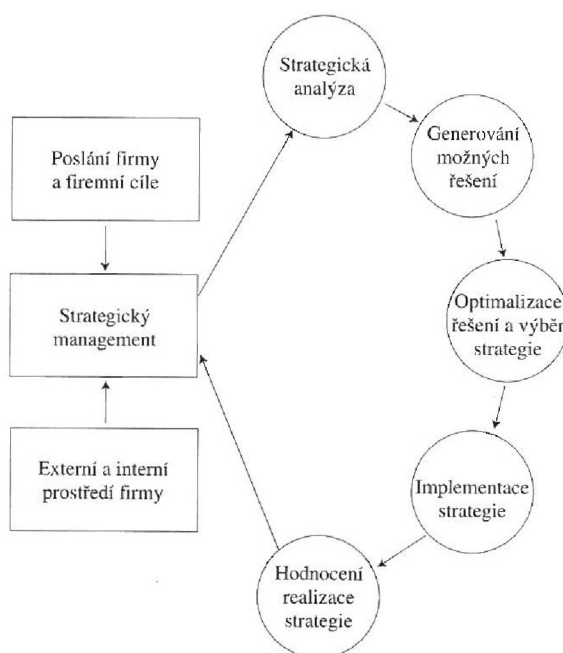 Strategická
analýza
Generování
možných
řešení
Poslání firmy
a firemní cíle
Optimalizace
řešení a výběr
strategie
Strategický
management
Externí a interní
prostředí firmy
Implementace
strategie
Hodnocení
realizace
strategie